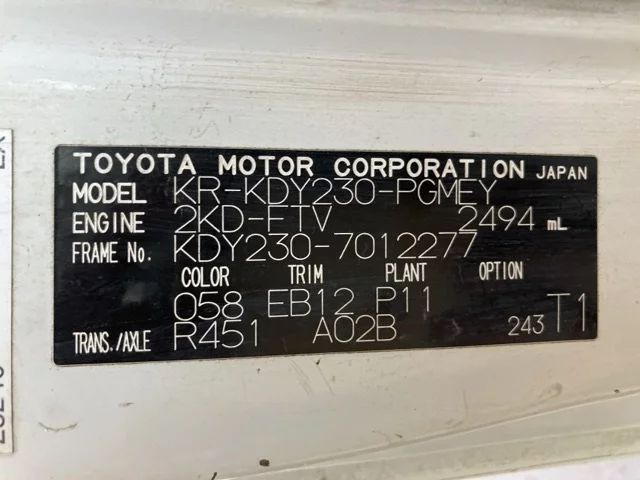 TOYOTA MOTOR CORPORATION JAPAN
MODEL KR-KDY230-PGMEY
ENGINE 2KD-FTV 2494 mL
FRAME No. KDY230-7012277
COLOR TRIM PLANT OPTION
058 EB12 P11
TRANS./AXLE R451 A02B 243 T1